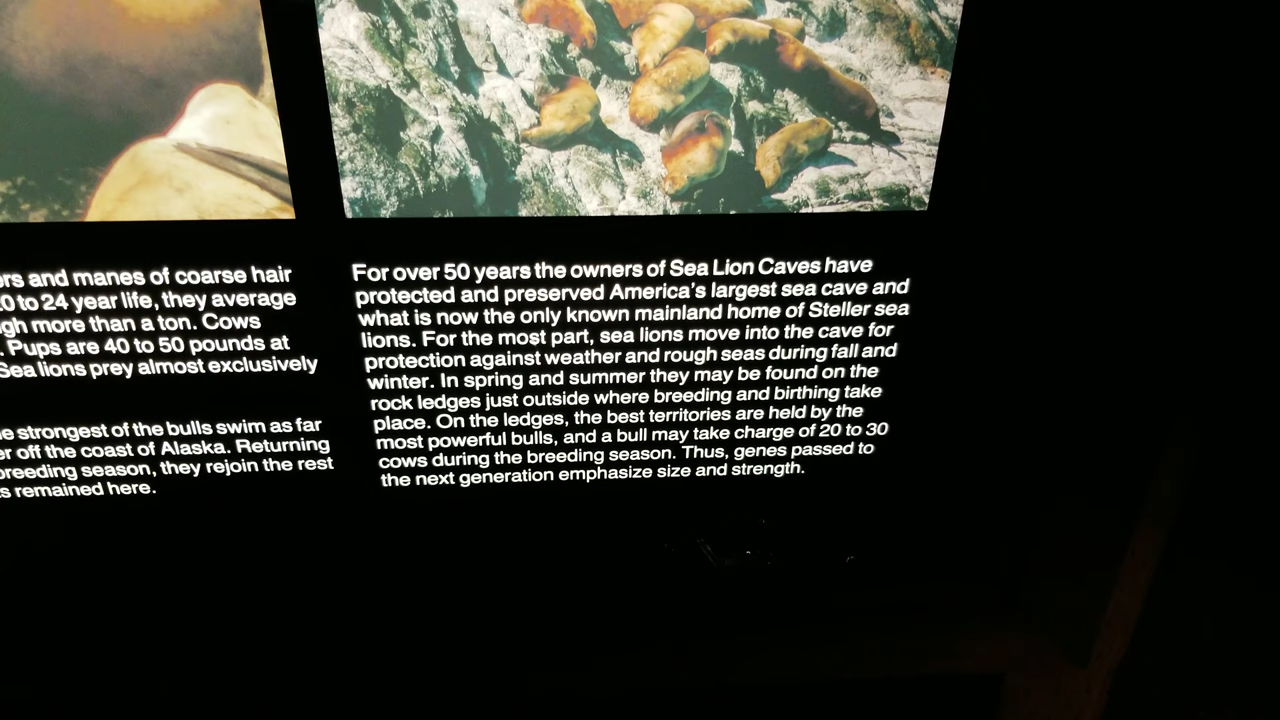 ers and manes of coarse hair
0 to 24 year life, they average
gh more than a ton. Cows
. Pups are 40 to 50 pounds at
Sea lions prey almost exclusively
e strongest of the bulls swim as far
er off the coast of Alaska. Returning
breeding season, they rejoin the rest
s remained here.
For over 50 years the owners of Sea Lion Caves have
protected and preserved America's largest sea cave and
what is now the only known mainland home of Steller sea
lions. For the most part, sea lions move into the cave for
protection against weather and rough seas during fall and
winter. In spring and summer they may be found on the
rock ledges just outside where breeding and birthing take
place. On the ledges, the best territories are held by the
most powerful bulls, and a bull may take charge of 20 to 30
cows during the breeding season. Thus, genes passed to
the next generation emphasize size and strength.